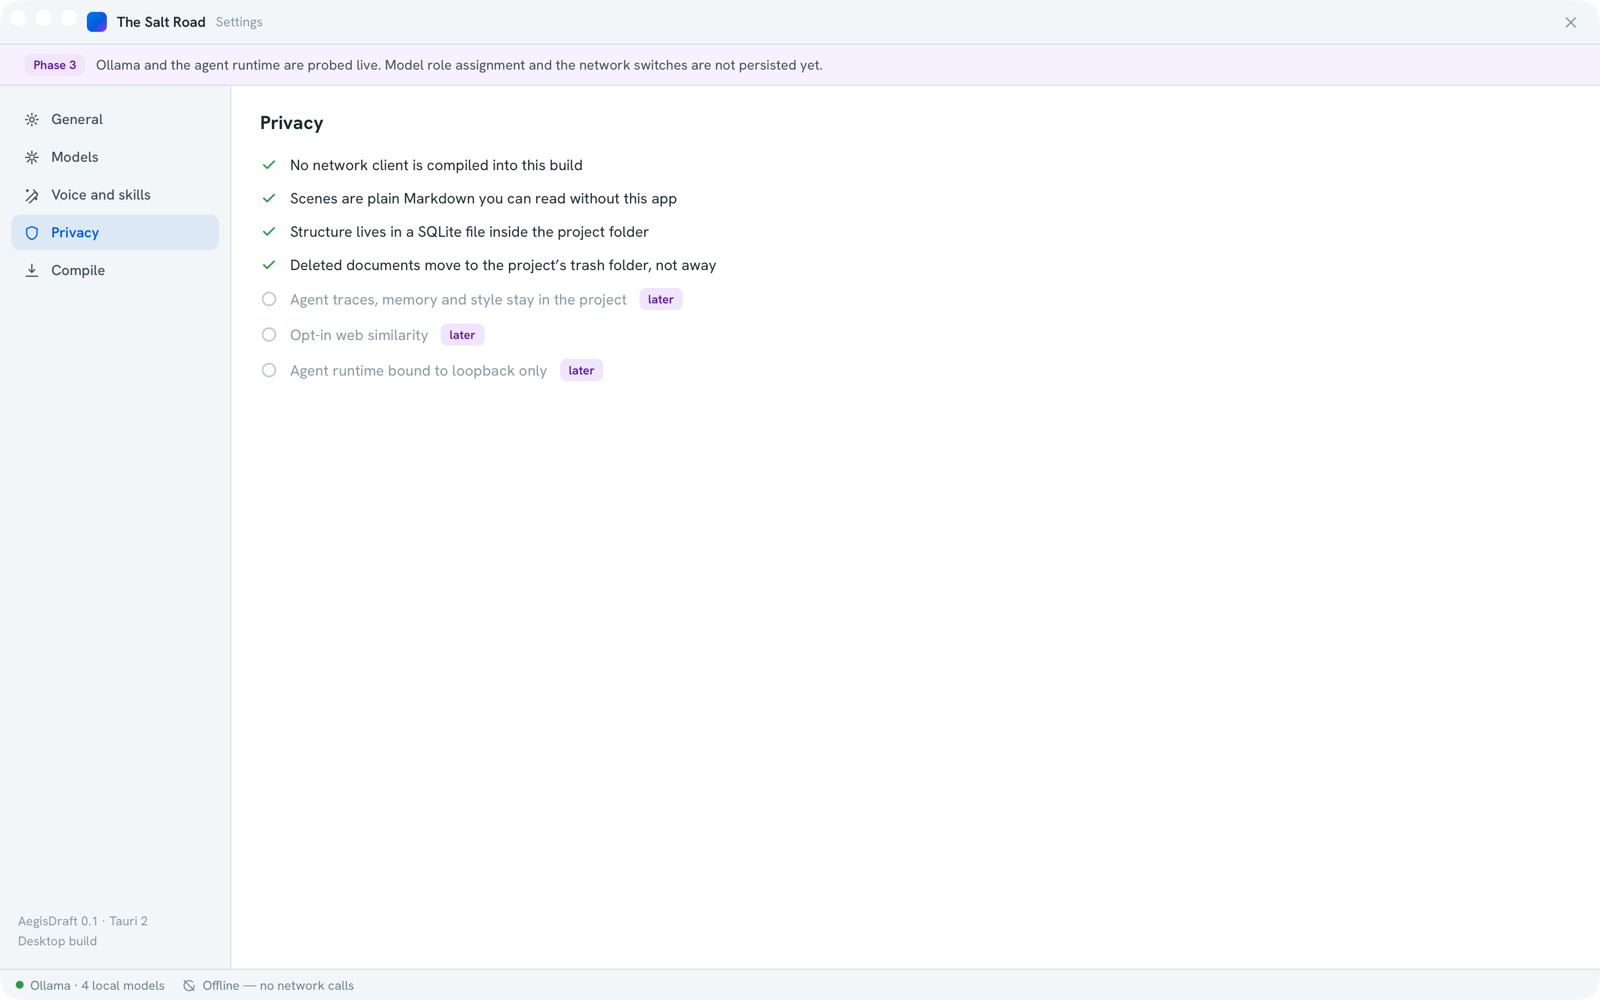 The Salt Road Settings
Phase 3 Ollama and the agent runtime are probed live. Model role assignment and the network switches are not persisted yet.
General
Models
Voice and skills
Privacy
Compile
AegisDraft 0.1 · Tauri 2
Desktop build
Privacy
No network client is compiled into this build
Scenes are plain Markdown you can read without this app
Structure lives in a SQLite file inside the project folder
Deleted documents move to the project’s trash folder, not away
Agent traces, memory and style stay in the project later
Opt-in web similarity later
Agent runtime bound to loopback only later
Ollama · 4 local models Offline — no network calls